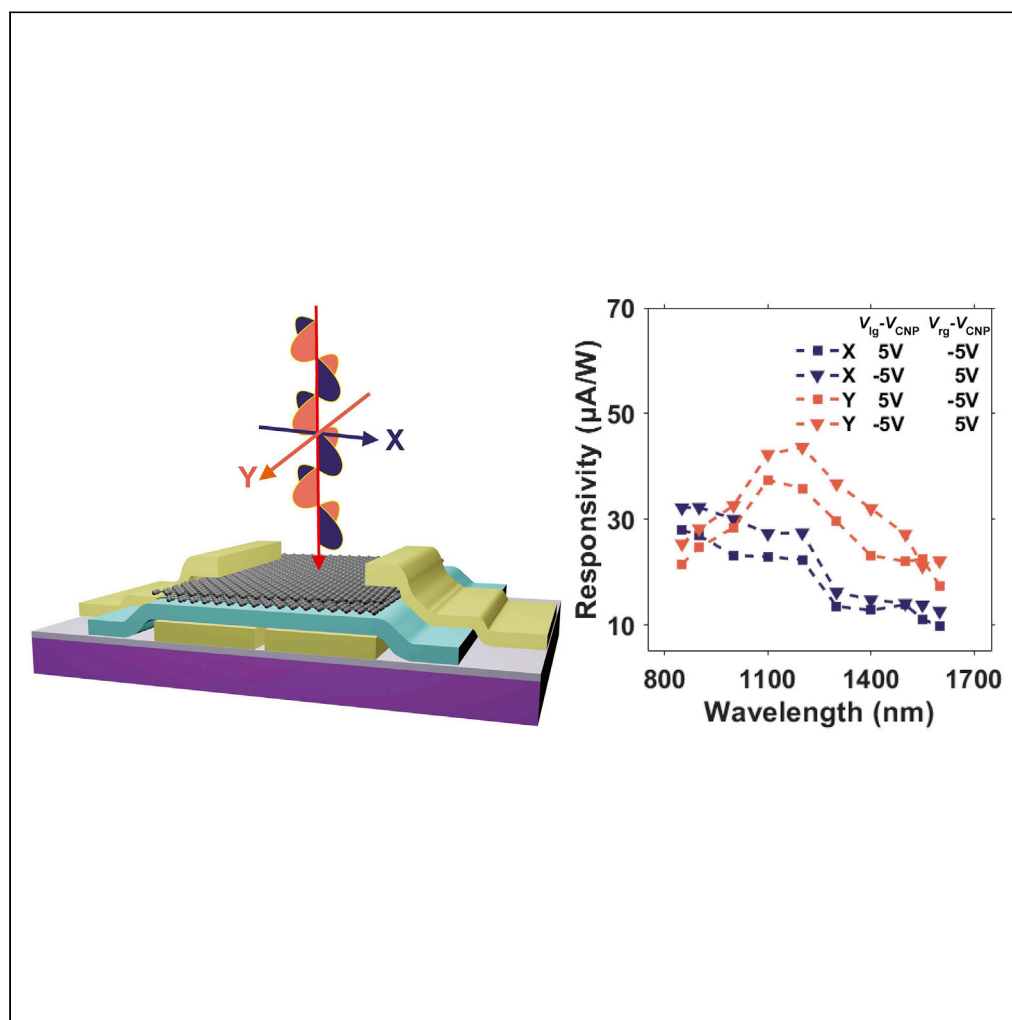 X
Y
Responsivity (µA/W)
70
50
30
10
800
1100
1400
1700
Wavelength (nm)
Vlg-VCNP Vrg-VCNP
X 5V -5V
X -5V 5V
Y 5V -5V
Y -5V 5V